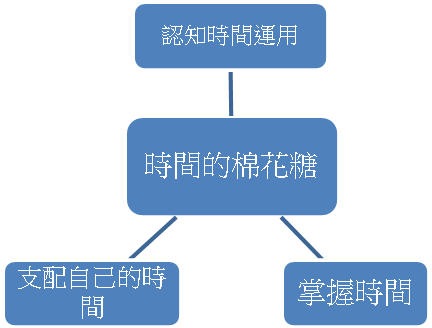 認知時間運用
時間的棉花糖
支配自己的時
間
掌握時間